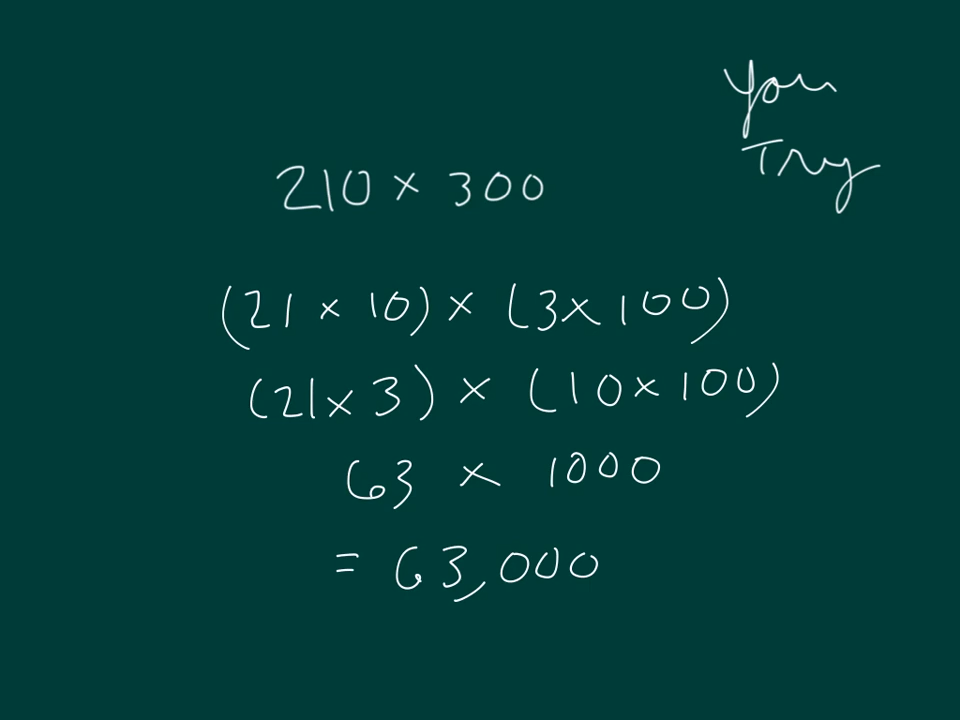 You
Try
210 × 300
(21 × 10) × (3 × 100)
(21 × 3) × (10 × 100)
63 × 1000
= 63,000